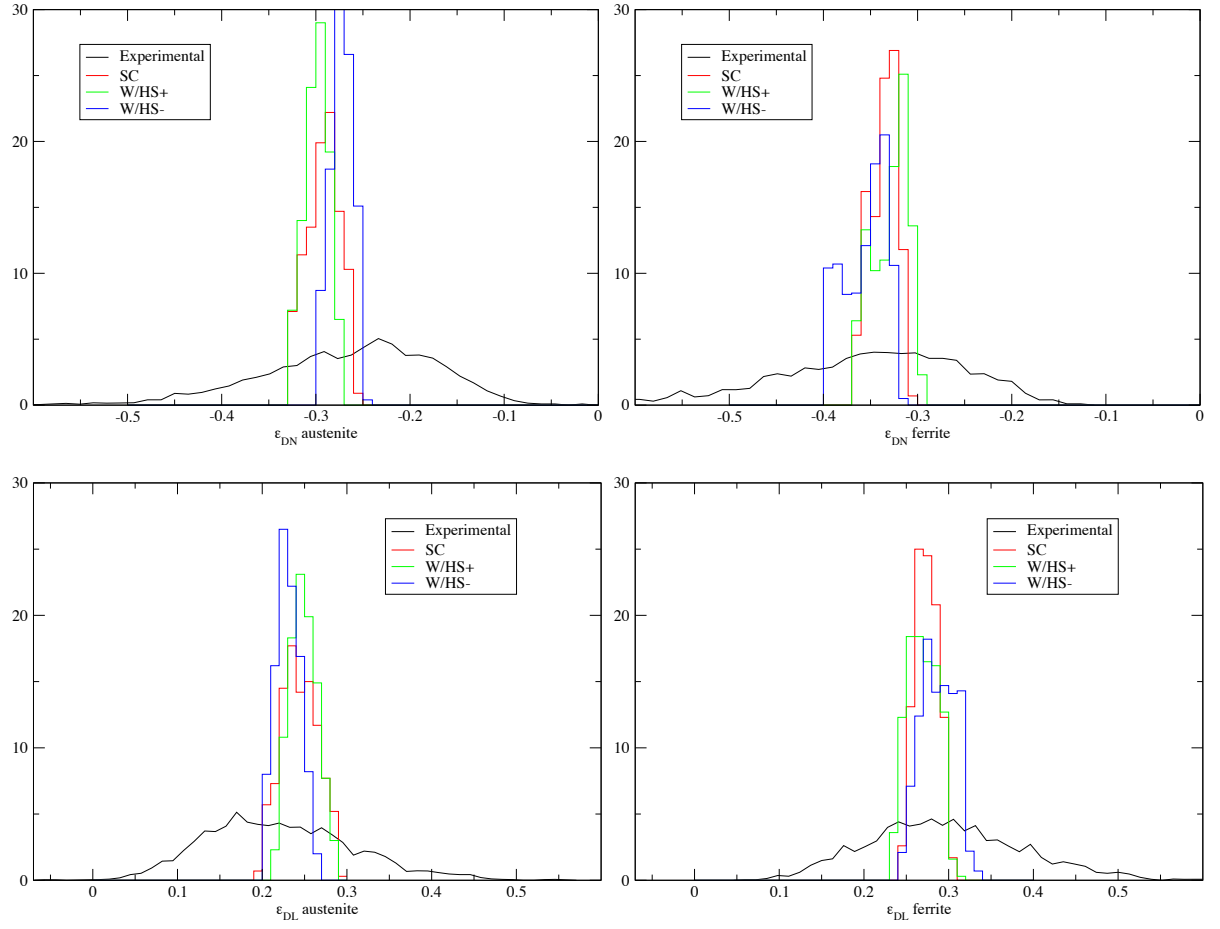 30
20
10
0
-0.5
-0.4
-0.3
-0.2
-0.1
0
εDN austenite
Experimental
SC
W/HS+
W/HS-
30
20
10
0
-0.5
-0.4
-0.3
-0.2
-0.1
0
εDN ferrite
Experimental
SC
W/HS+
W/HS-
30
20
10
0
0
0.1
0.2
0.3
0.4
0.5
εDL austenite
Experimental
SC
W/HS+
W/HS-
30
20
10
0
0
0.1
0.2
0.3
0.4
0.5
εDL ferrite
Experimental
SC
W/HS+
W/HS-